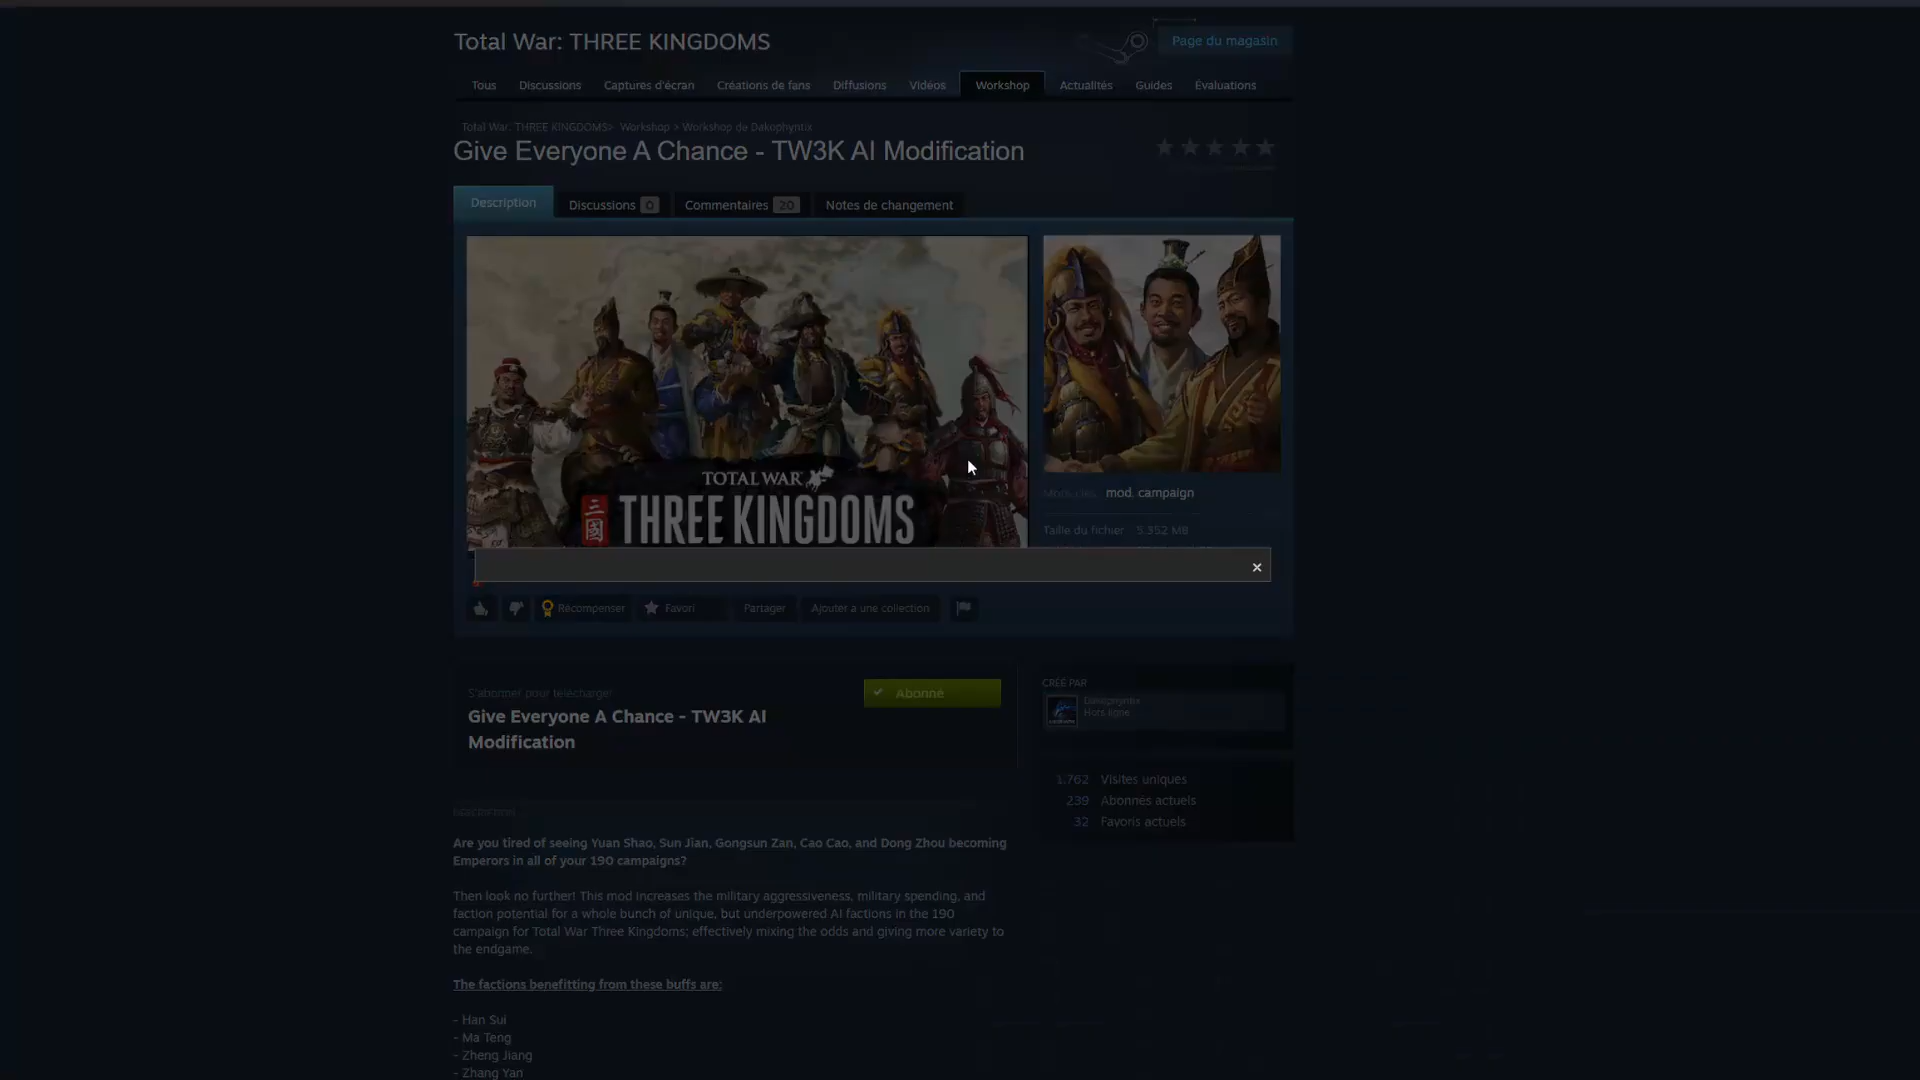 Total War: THREE KINGDOMS
Page du magasin
Tous Discussions Captures d'écran Créations de fans Diffusions Vidéos Workshop Actualités Guides Évaluations
Total War: THREE KINGDOMS > Workshop > Workshop de Dakophyntix
Give Everyone A Chance - TW3K AI Modification
Description Discussions 0 Commentaires 20 Notes de changement
TOTAL WAR
三國 THREE KINGDOMS
Mots clés: mod, campaign
Taille du fichier 5.352 MB
×
Récompenser Favori Partager Ajouter à une collection
S'abonner pour télécharger
Give Everyone A Chance - TW3K AI
Modification
Abonné
CRÉÉ PAR
Dakophyntix
Hors ligne
1,762 Visites uniques
239 Abonnés actuels
32 Favoris actuels
DESCRIPTION
Are you tired of seeing Yuan Shao, Sun Jian, Gongsun Zan, Cao Cao, and Dong Zhou becoming
Emperors in all of your 190 campaigns?
Then look no further! This mod increases the military aggressiveness, military spending, and
faction potential for a whole bunch of unique, but underpowered AI factions in the 190
campaign for Total War Three Kingdoms; effectively mixing the odds and giving more variety to
the endgame.
The factions benefitting from these buffs are:
- Han Sui
- Ma Teng
- Zheng Jiang
- Zhang Yan